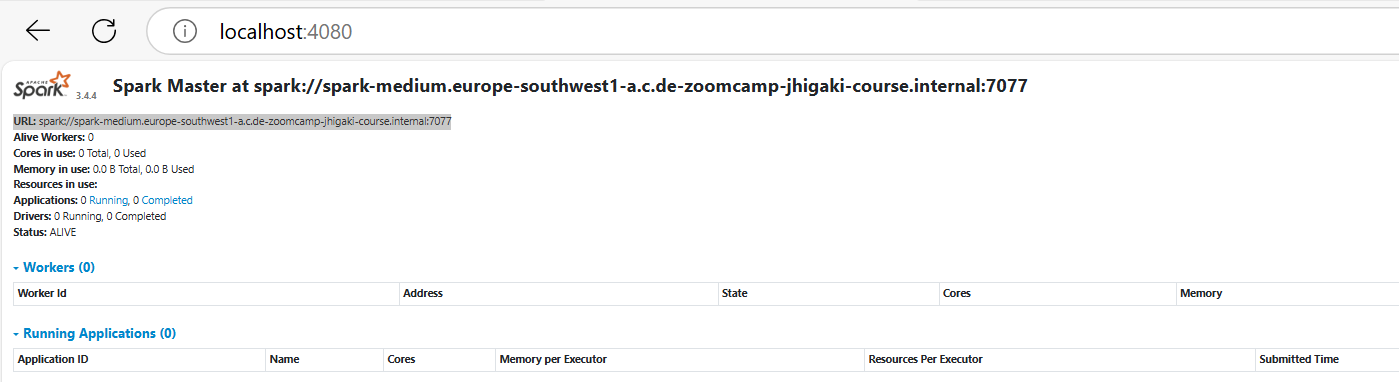 localhost:4080
APACHE Spark 3.4.4 Spark Master at spark://spark-medium.europe-southwest1-a.c.de-zoomcamp-jhigaki-course.internal:7077
URL: spark://spark-medium.europe-southwest1-a.c.de-zoomcamp-jhigaki-course.internal:7077
Alive Workers: 0
Cores in use: 0 Total, 0 Used
Memory in use: 0.0 B Total, 0.0 B Used
Resources in use:
Applications: 0 Running, 0 Completed
Drivers: 0 Running, 0 Completed
Status: ALIVE
Workers (0)
Worker Id Address State Cores Memory
Running Applications (0)
Application ID Name Cores Memory per Executor Resources Per Executor Submitted Time